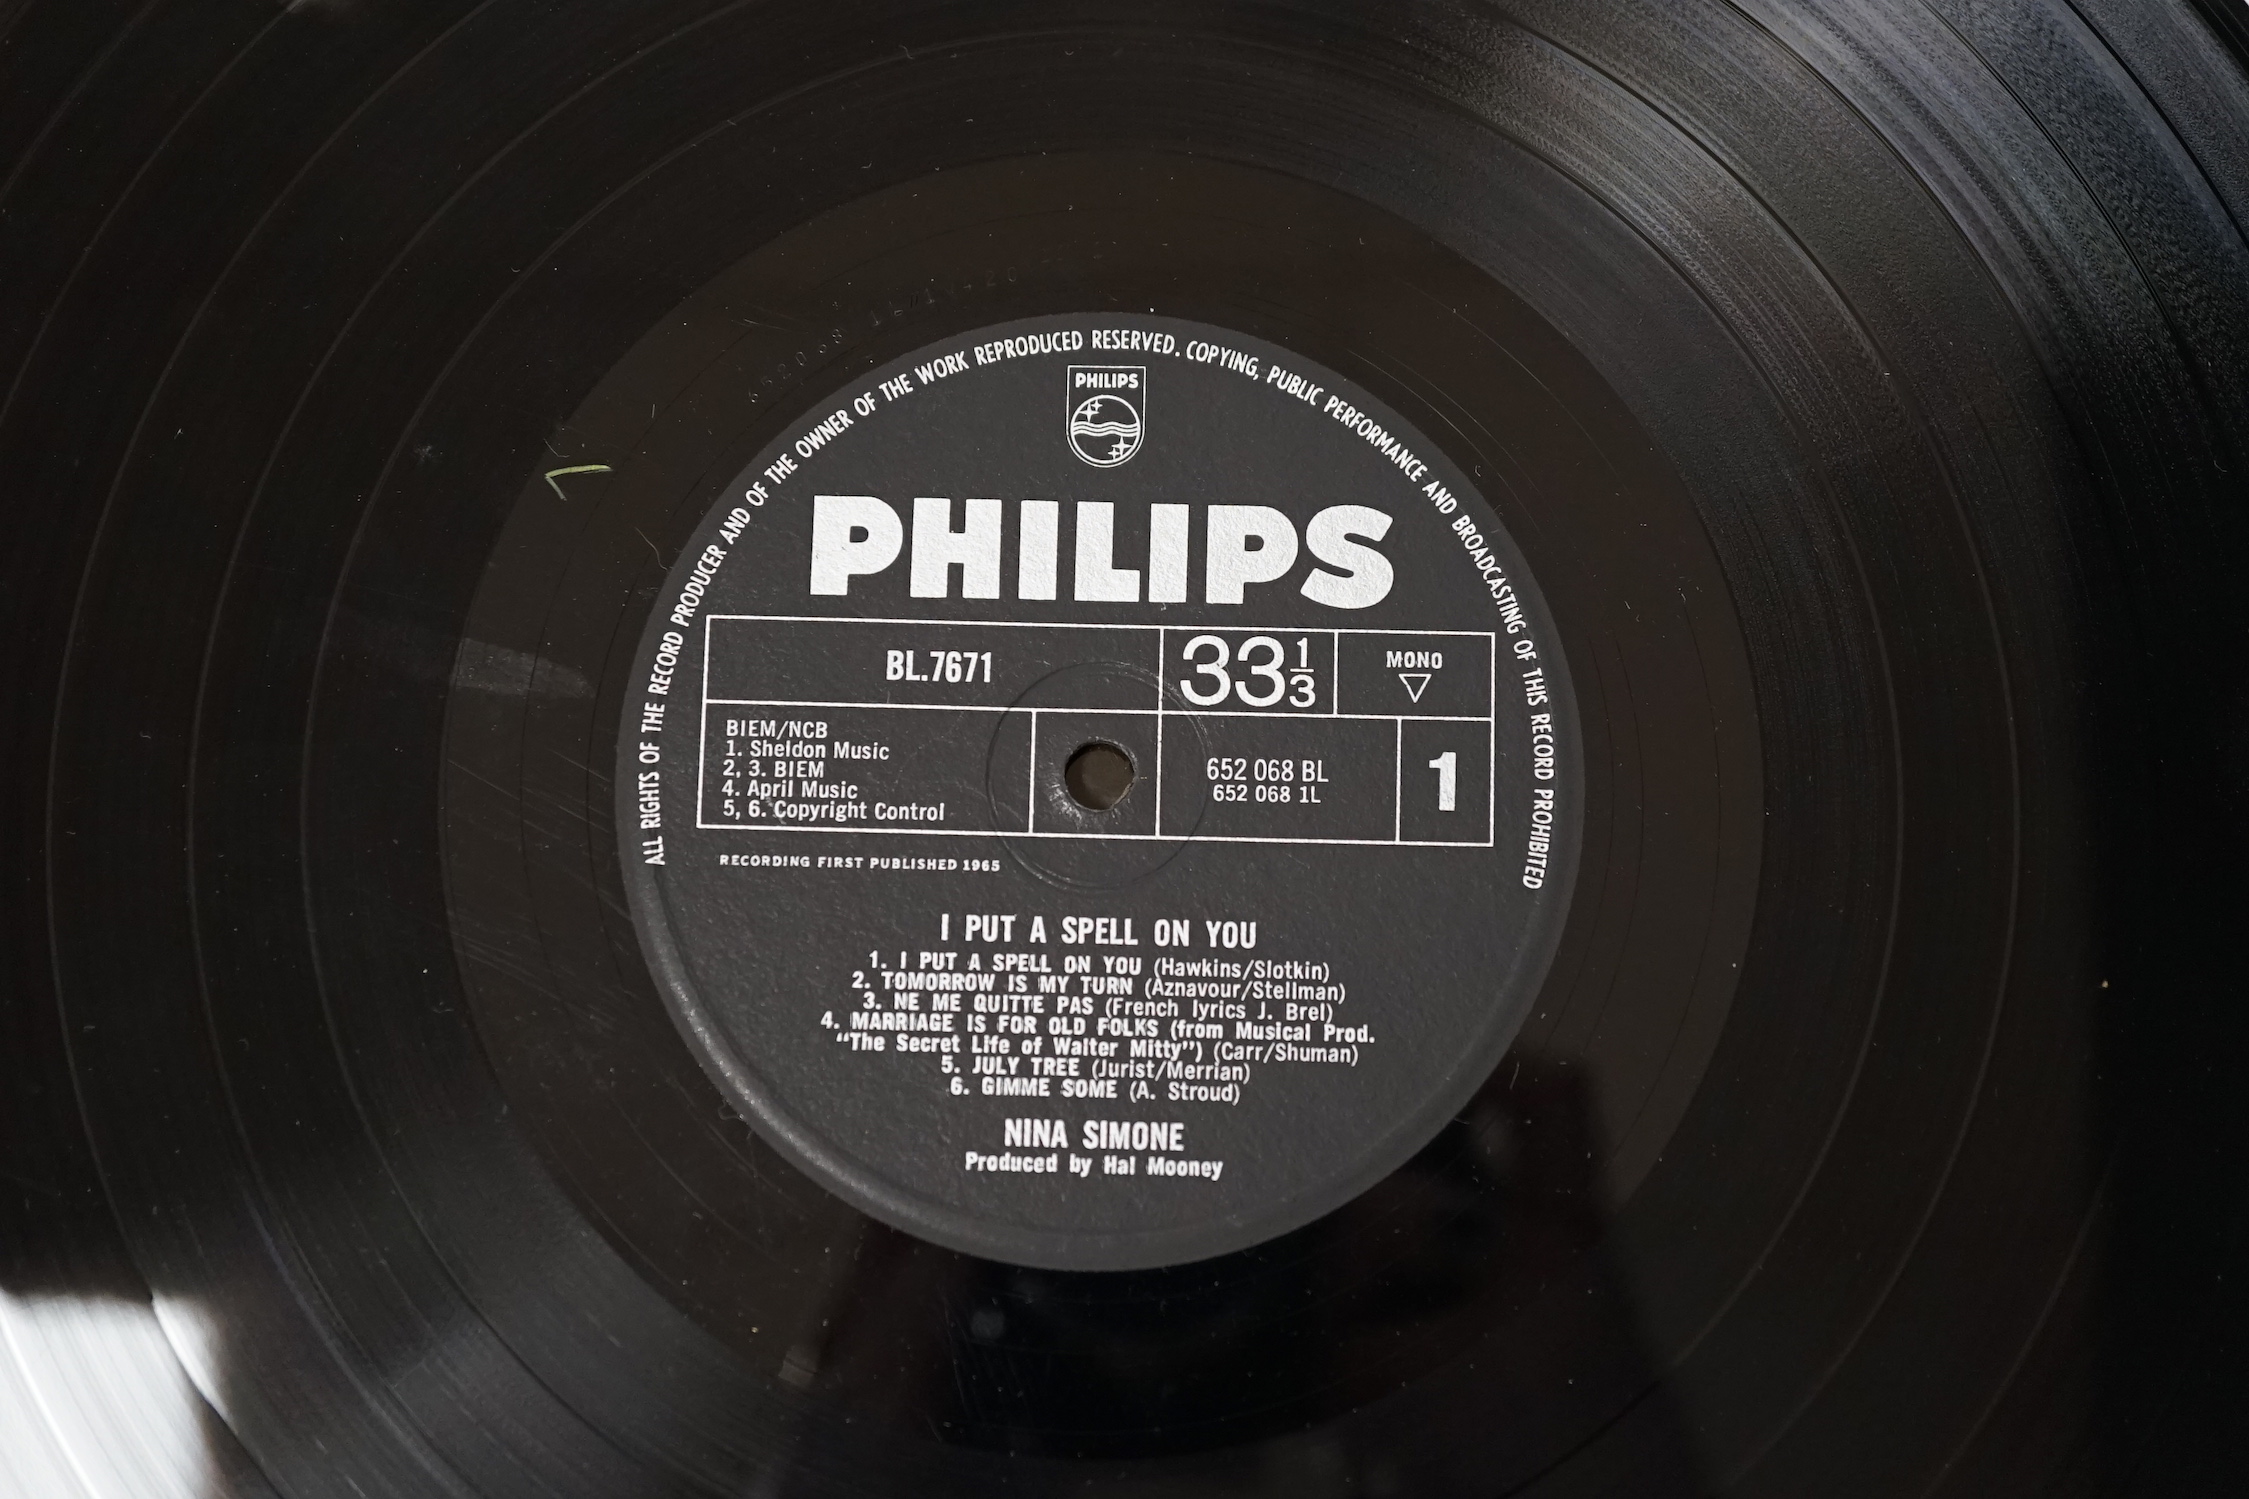 ALL RIGHTS OF THE RECORD PRODUCER AND OF THE OWNER OF THE WORK REPRODUCED RESERVED. COPYING, PUBLIC PERFORMANCE AND BROADCASTING OF THIS RECORD PROHIBITED
PHILIPS
PHILIPS
BL.7671
33 1/3
MONO
BIEM/NCB
1. Sheldon Music
2, 3. BIEM
4. April Music
5, 6. Copyright Control
652 068 BL
652 068 1L
1
RECORDING FIRST PUBLISHED 1965
I PUT A SPELL ON YOU
1. I PUT A SPELL ON YOU (Hawkins/Slotkin)
2. TOMORROW IS MY TURN (Aznavour/Stellman)
3. NE ME QUITTE PAS (French lyrics J. Brel)
4. MARRIAGE IS FOR OLD FOLKS (from Musical Prod.
"The Secret Life of Walter Mitty") (Carr/Shuman)
5. JULY TREE (Jurist/Merrian)
6. GIMME SOME (A. Stroud)
NINA SIMONE
Produced by Hal Mooney